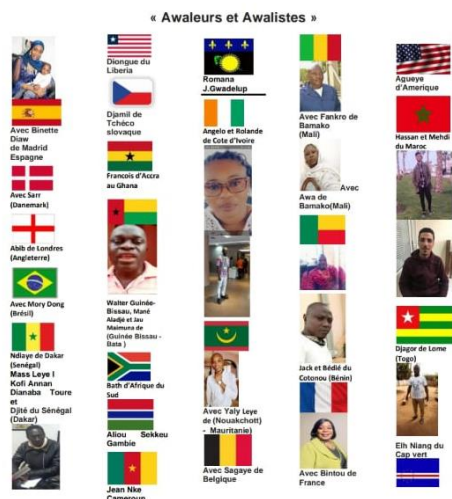 « Awaleurs et Awalistes »
Avec Binette
Diaw
de Madrid
Espagne
Avec Sarr
(Danemark)
Abib de Londres
(Angleterre)
Avec Mory Dong
(Brésil)
Ndiaye de Dakar
(Senégal)
Mass Leye I
Kofi Annan
Dianaba Toure
et
Djité du Sénégal
(Dakar)
Diongue du
Liberia
Djamil de
Tchéco
slovaque
Francois d'Accra
au Ghana
Walter Guinée-
Bissau, Mané
Aladjé et Jau
Maimuna de
(Guinée Bissau -
Bata )
Bath d'Afrique du
Sud
Aliou Sekkeu
Gambie
Jean Nke
Cameroun
Romana
J.Gwadelup
Angelo et Rolande
de Cote d'Ivoire
Avec Yaly Leye
de (Nouakchott)
- Mauritanie)
Avec Sagaye de
Belgique
Avec Fankro de
Bamako
(Mali)
Avec
Awa de
Bamako(Mali)
Jack et Bédié du
Cotonou (Bénin)
Avec Bintou de
France
Agueye
d'Amerique
Hassan et Mehdi
du Maroc
Djagor de Lome
(Togo)
Elh Niang du
Cap vert